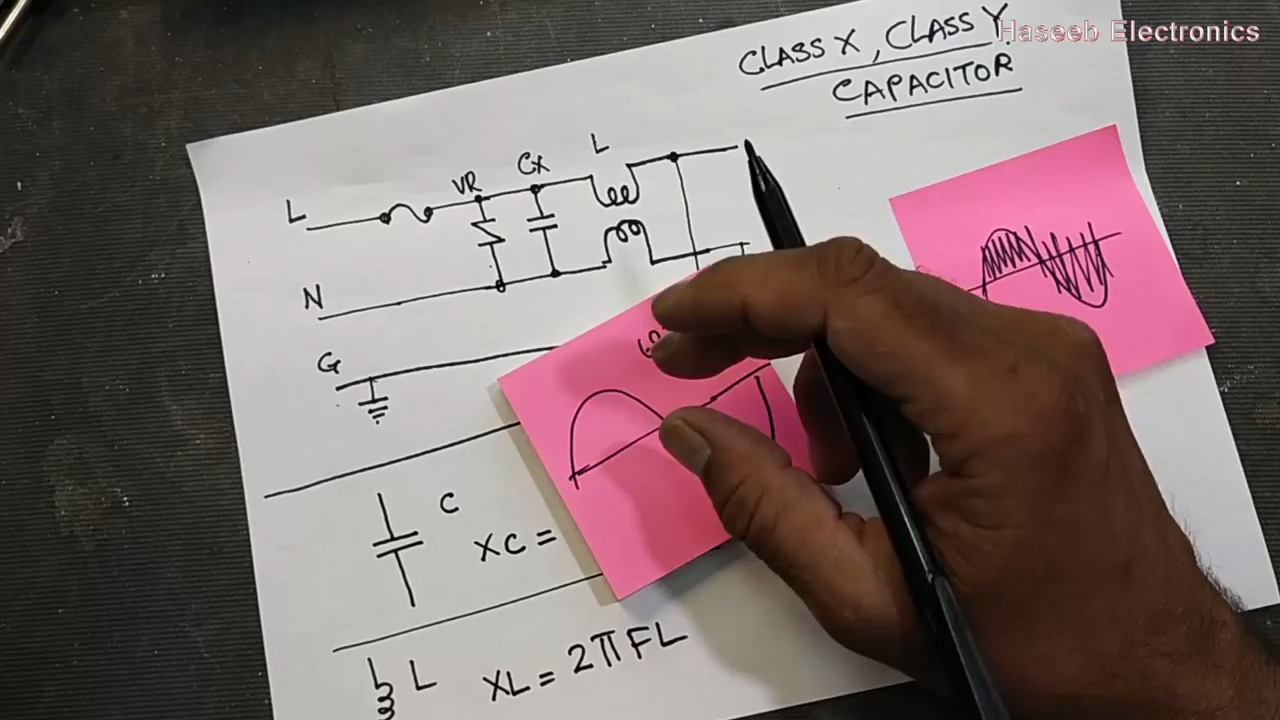 Haseeb Electronics
CLASS X, CLASS Y
CAPACITOR
L
VR
CX
L
N
G
C
XC =
L
XL = 2πFL